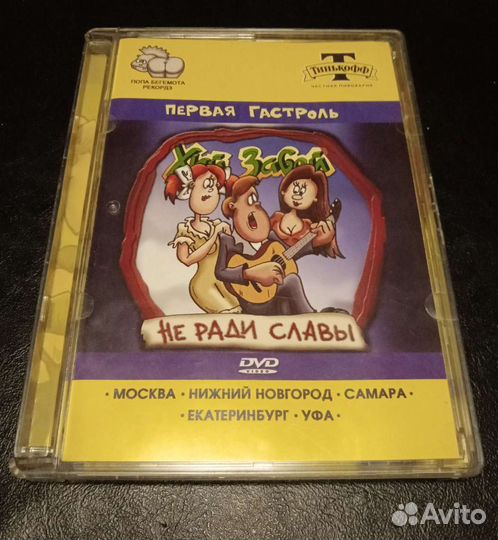 ПОПА БЕГЕМОТА
РЕКОРДЗ
ТИНЬКОФФ
Т
ЧАСТНАЯ ПИВОВАРНЯ
ПЕРВАЯ ГАСТРОЛЬ
Забей
НЕ РАДИ СЛАВЫ
DVD
VIDEO
· МОСКВА · НИЖНИЙ НОВГОРОД · САМАРА ·
· ЕКАТЕРИНБУРГ · УФА ·
Avito